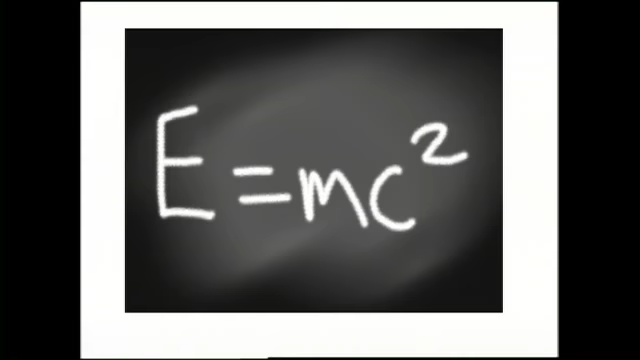 E = mc²